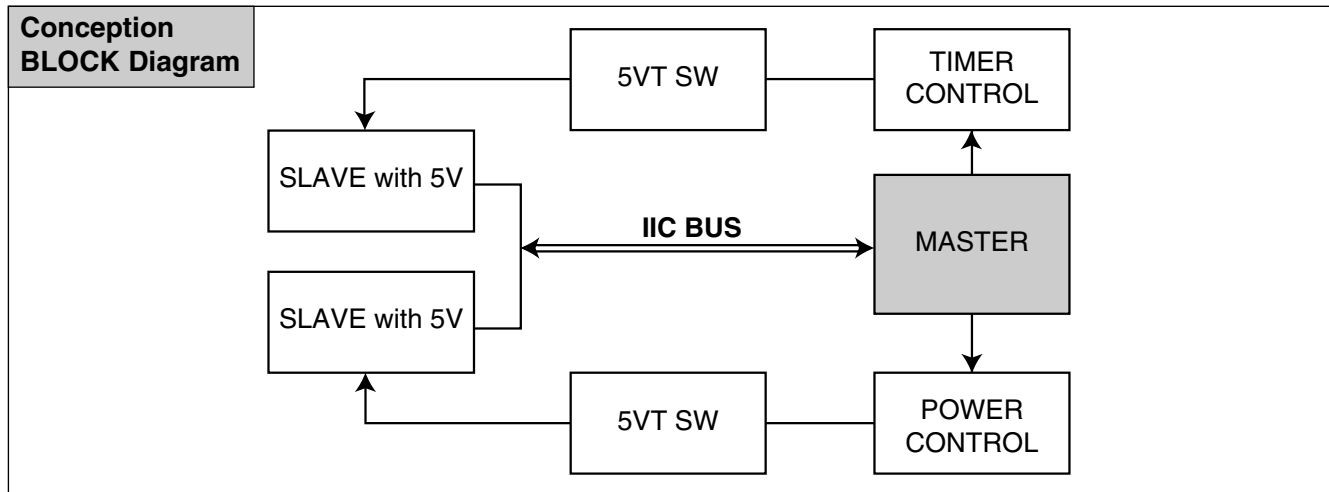 Conception
BLOCK Diagram
5VT SW
TIMER
CONTROL
SLAVE with 5V
IIC BUS
MASTER
SLAVE with 5V
5VT SW
POWER
CONTROL